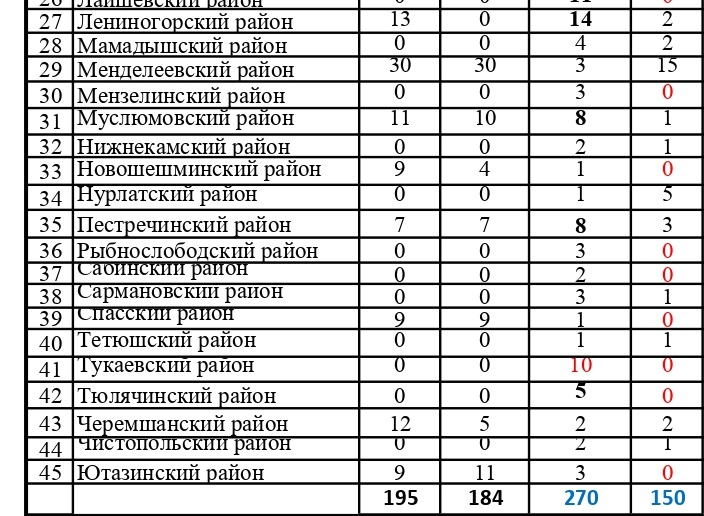 26 Лаишевский район 0 0 11 0
27 Лениногорский район 13 0 14 2
28 Мамадышский район 0 0 4 2
29 Менделеевский район 30 30 3 15
30 Мензелинский район 0 0 3 0
31 Муслюмовский район 11 10 8 1
32 Нижнекамский район 0 0 2 1
33 Новошешминский район 9 4 1 0
34 Нурлатский район 0 0 1 5
35 Пестречинский район 7 7 8 3
36 Рыбнослободский район 0 0 3 0
37 Сабинский район 0 0 2 0
38 Сармановский район 0 0 3 1
39 Спасский район 9 9 1 0
40 Тетюшский район 0 0 1 1
41 Тукаевский район 0 0 10 0
42 Тюлячинский район 0 0 5 0
43 Черемшанский район 12 5 2 2
44 Чистопольский район 0 0 2 1
45 Ютазинский район 9 11 3 0
195 184 270 150